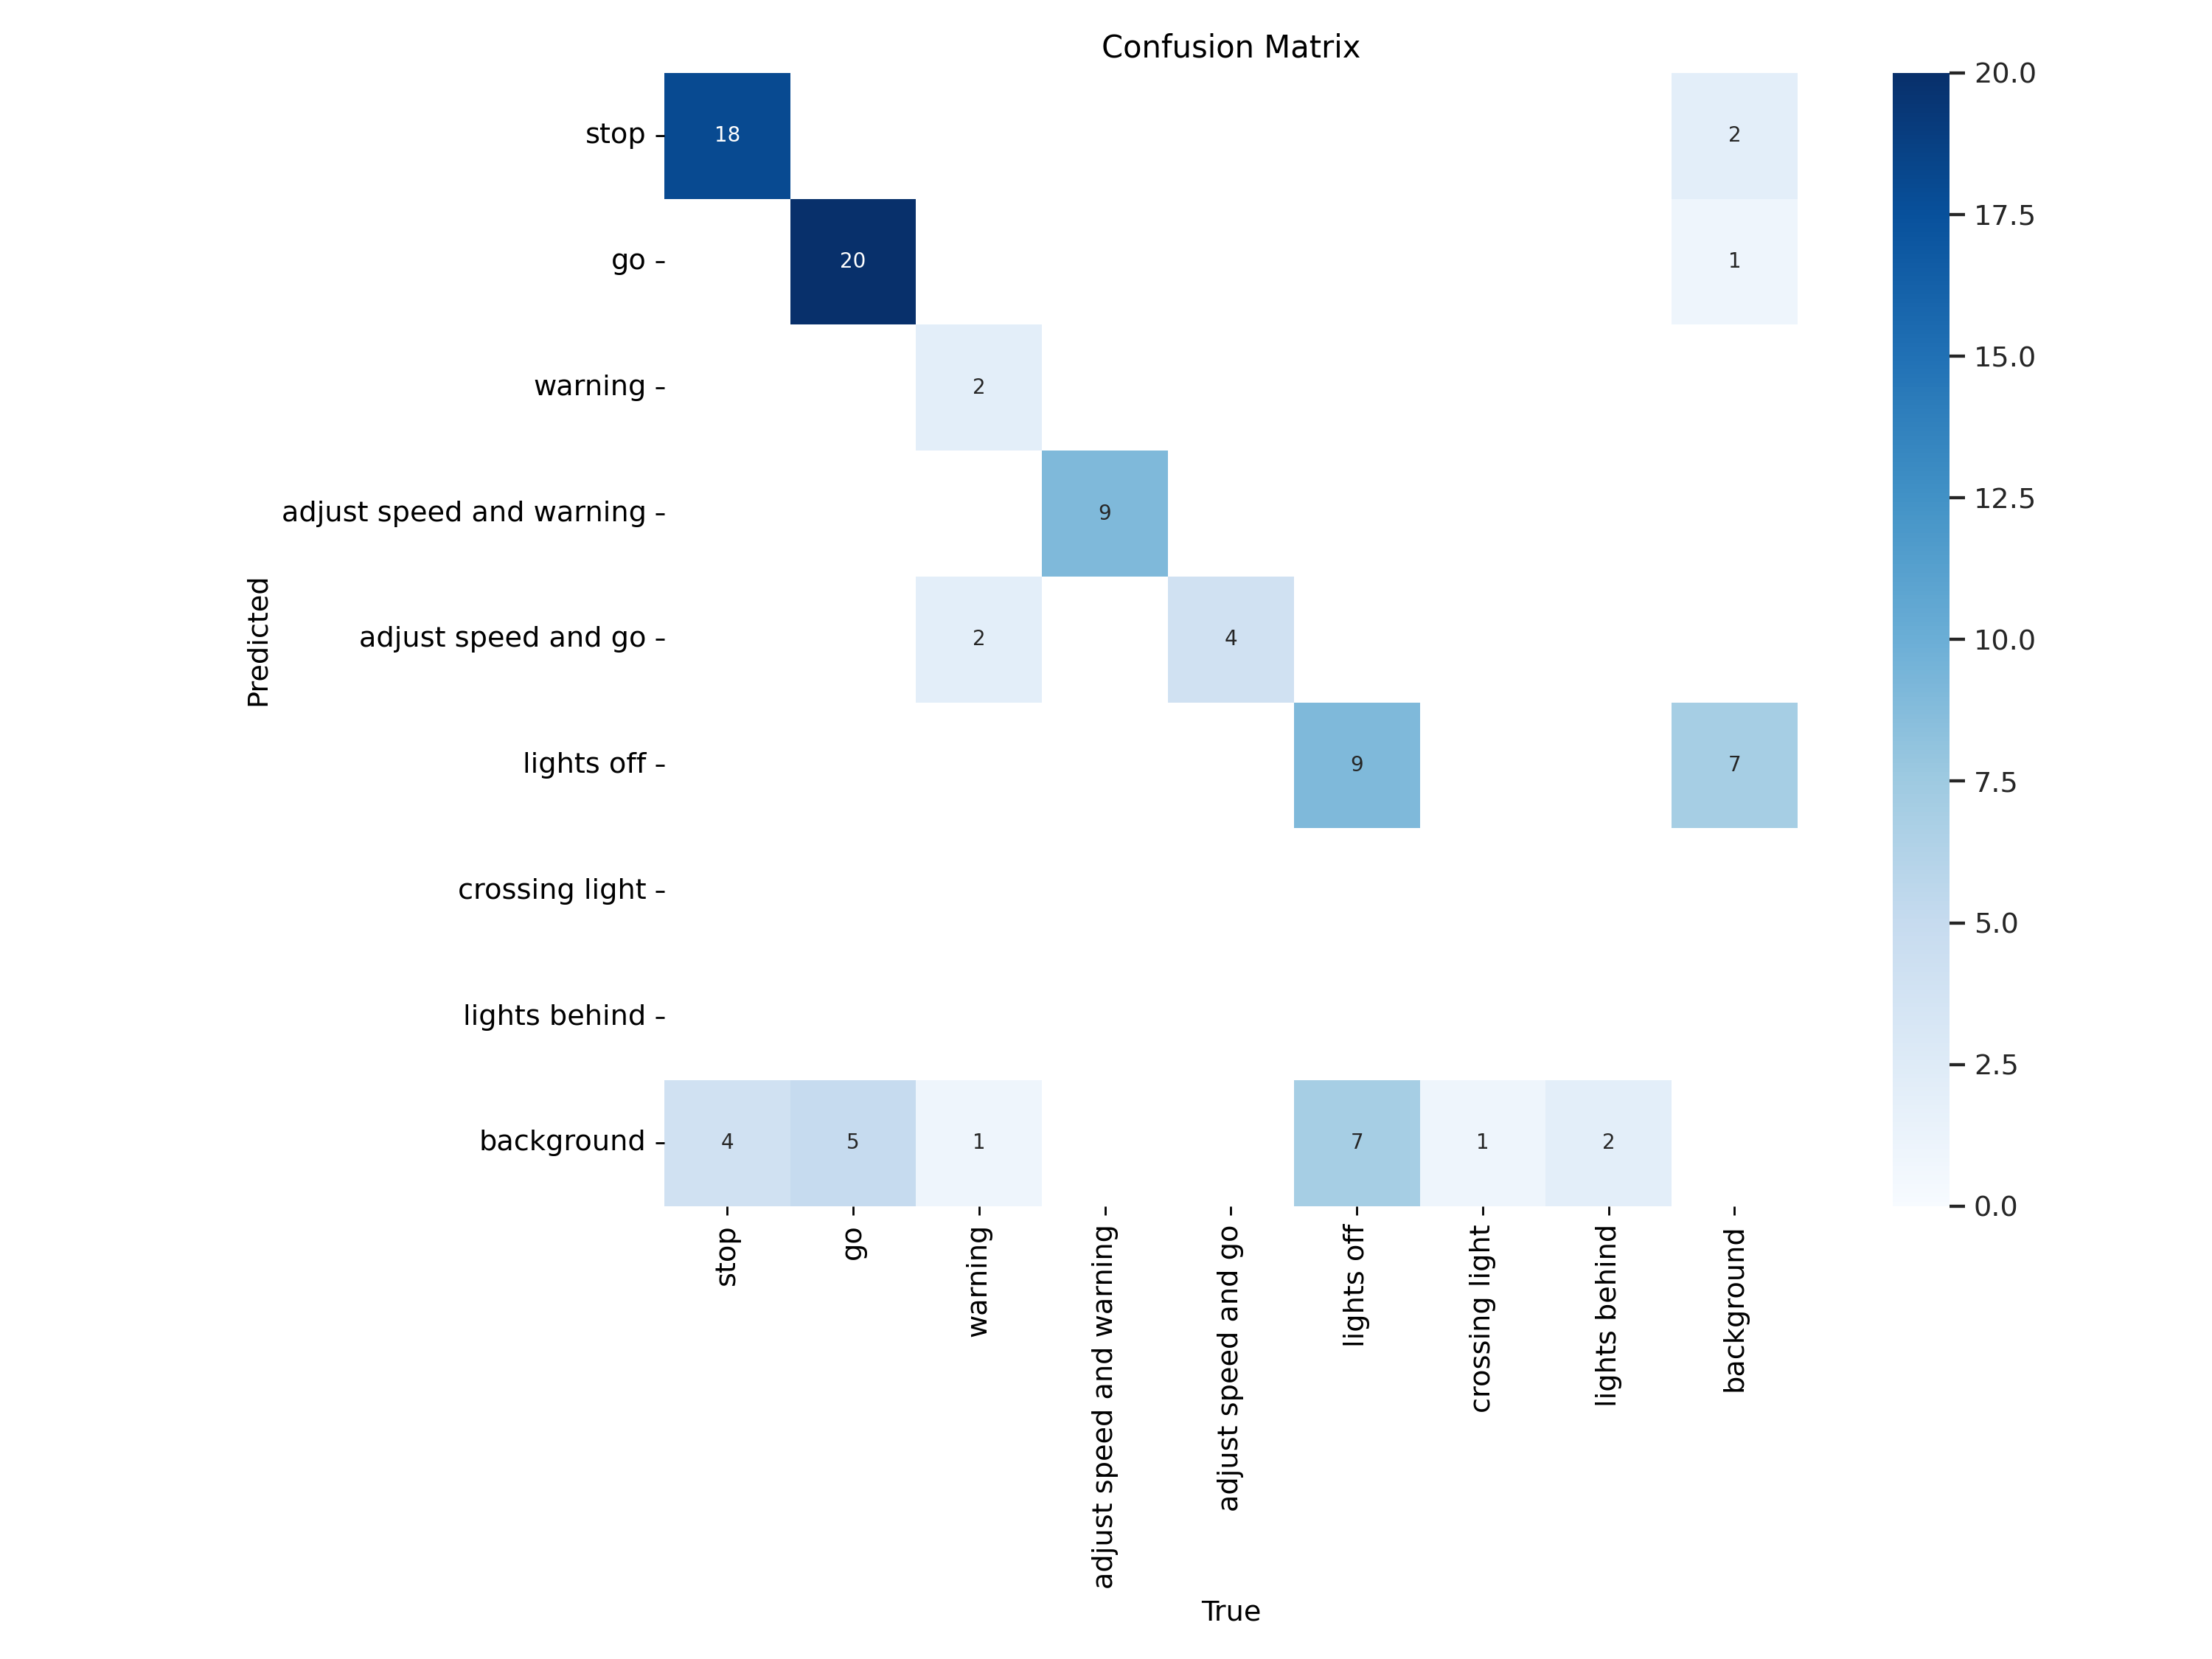 Confusion Matrix
stop
18
2
go
20
1
warning
2
adjust speed and warning
9
adjust speed and go
2
4
lights off
9
7
crossing light
lights behind
background
4
5
1
7
1
2
Predicted
stop
go
warning
adjust speed and warning
adjust speed and go
lights off
crossing light
lights behind
background
True
20.0
17.5
15.0
12.5
10.0
7.5
5.0
2.5
0.0